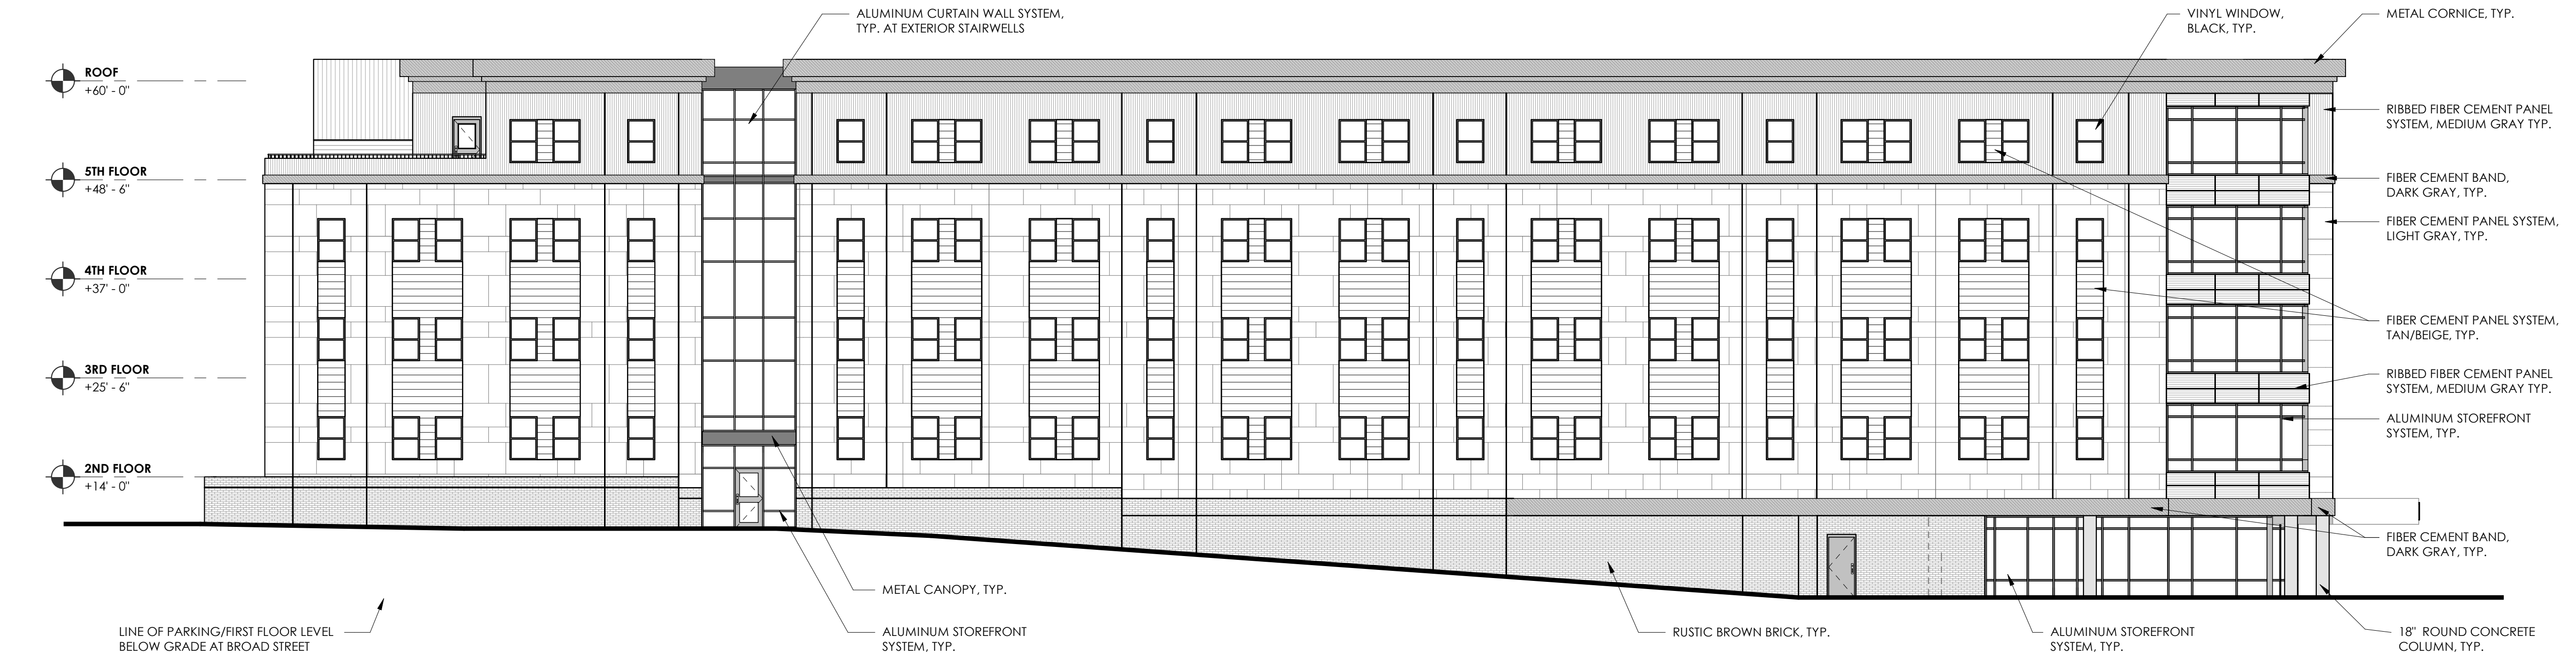 ALUMINUM CURTAIN WALL SYSTEM,
TYP. AT EXTERIOR STAIRWELLS
VINYL WINDOW,
BLACK, TYP.
METAL CORNICE, TYP.
ROOF
+60' - 0"
RIBBED FIBER CEMENT PANEL
SYSTEM, MEDIUM GRAY TYP.
5TH FLOOR
+48' - 6"
FIBER CEMENT BAND,
DARK GRAY, TYP.
FIBER CEMENT PANEL SYSTEM,
LIGHT GRAY, TYP.
4TH FLOOR
+37' - 0"
FIBER CEMENT PANEL SYSTEM,
TAN/BEIGE, TYP.
3RD FLOOR
+25' - 6"
RIBBED FIBER CEMENT PANEL
SYSTEM, MEDIUM GRAY TYP.
ALUMINUM STOREFRONT
SYSTEM, TYP.
2ND FLOOR
+14' - 0"
FIBER CEMENT BAND,
DARK GRAY, TYP.
METAL CANOPY, TYP.
LINE OF PARKING/FIRST FLOOR LEVEL
BELOW GRADE AT BROAD STREET
ALUMINUM STOREFRONT
SYSTEM, TYP.
RUSTIC BROWN BRICK, TYP.
ALUMINUM STOREFRONT
SYSTEM, TYP.
18" ROUND CONCRETE
COLUMN, TYP.